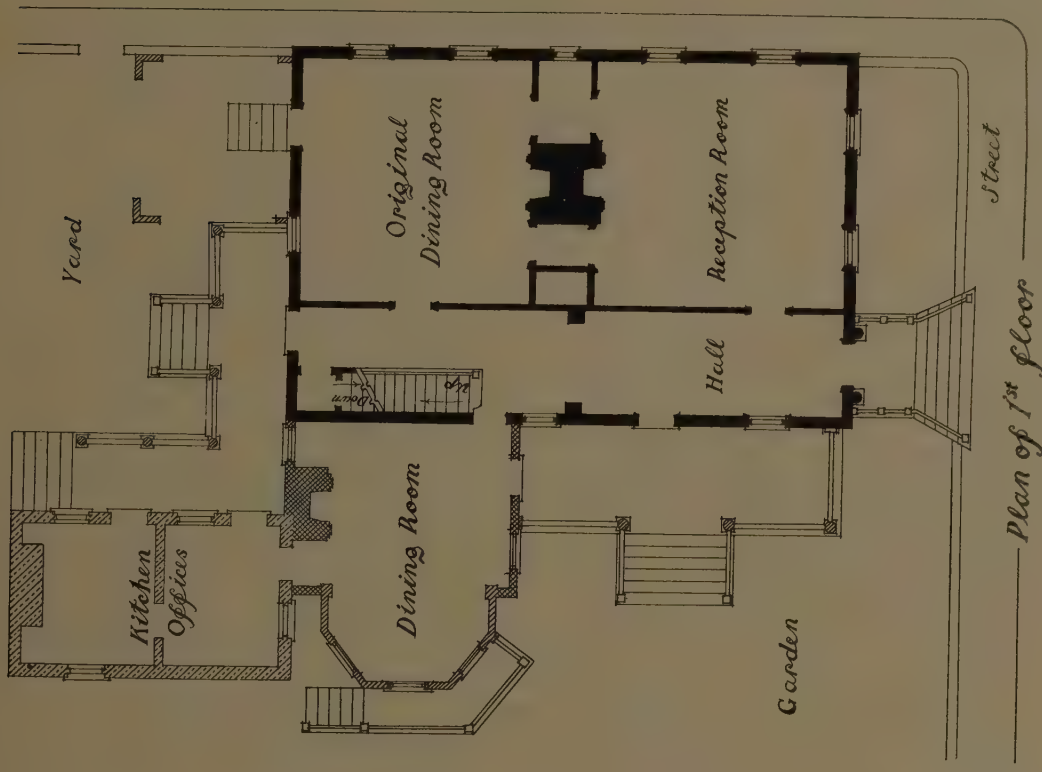 Yard
Original
Dining Room
Reception Room
Street
Hall
Up
Down
Kitchen
Offices
Dining Room
Garden
Plan of 1st floor